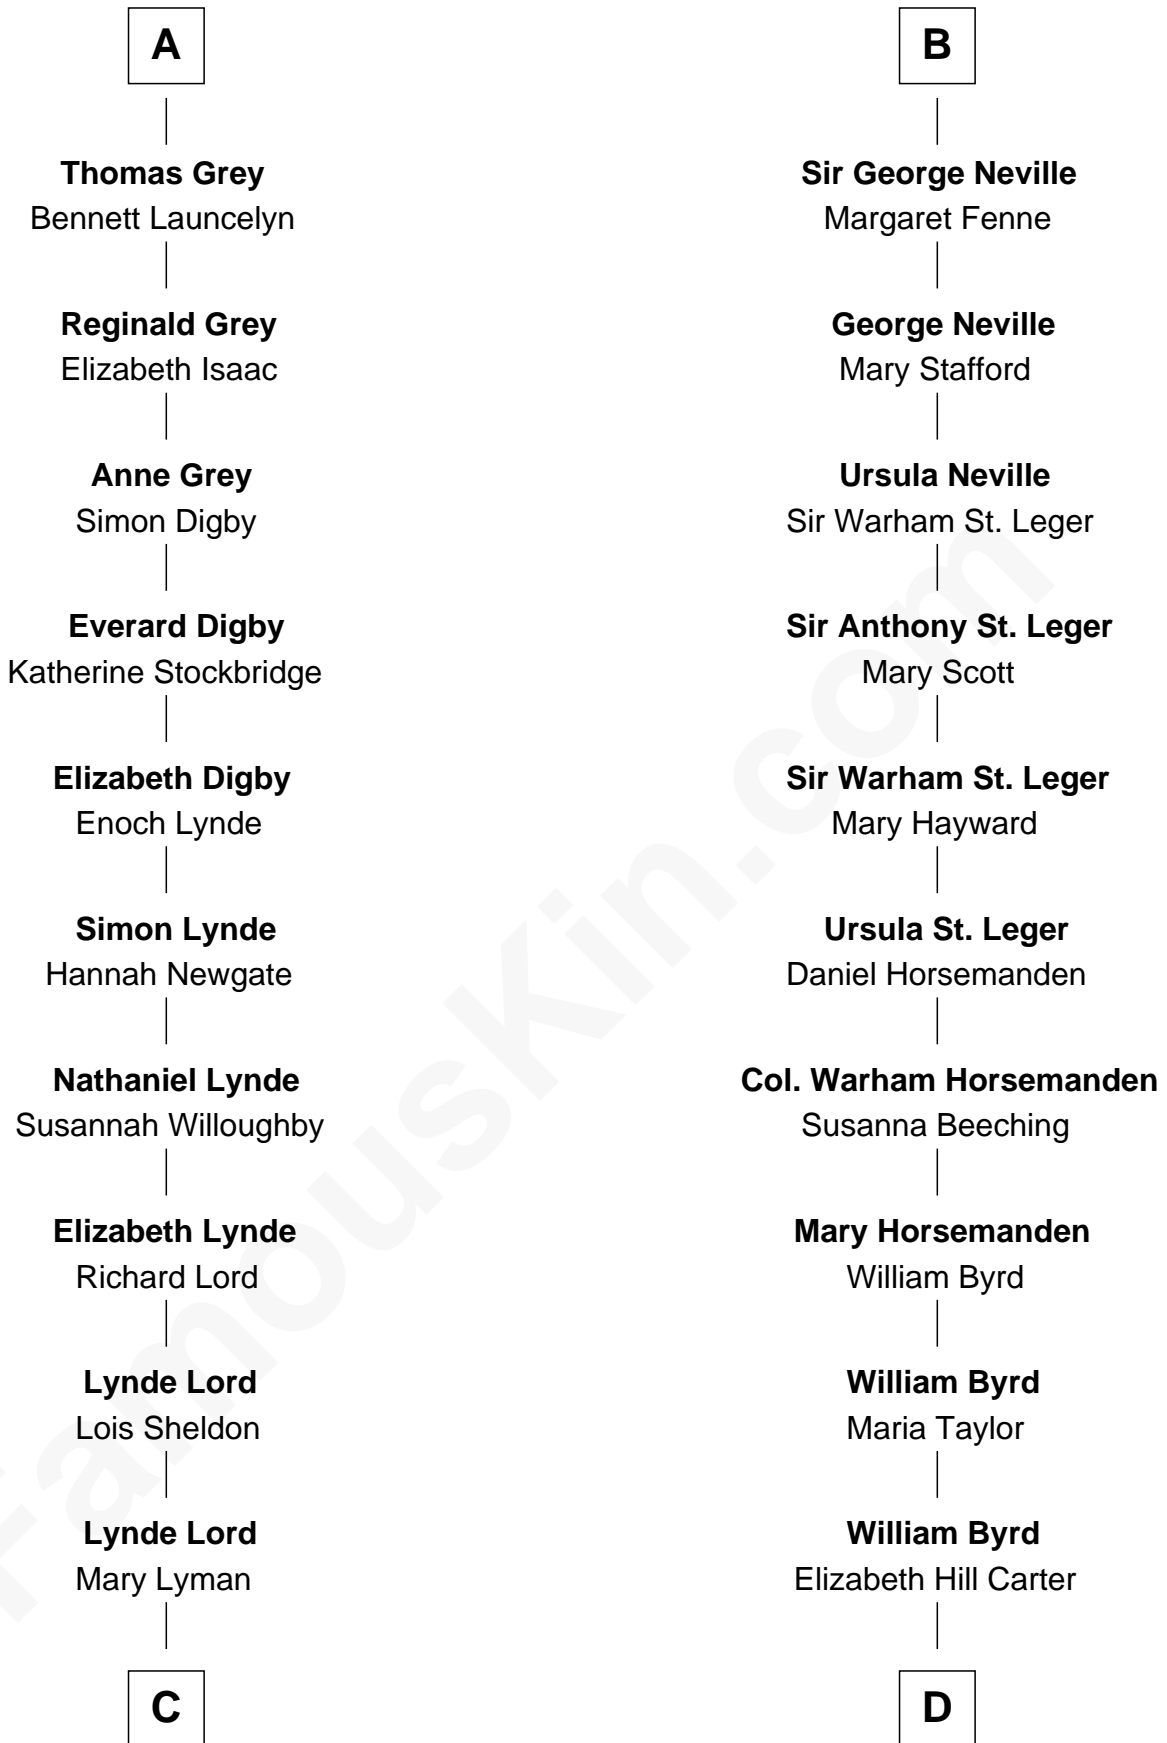 A
Thomas Grey
Bennett Launcelyn
Reginald Grey
Elizabeth Isaac
Anne Grey
Simon Digby
Everard Digby
Katherine Stockbridge
Elizabeth Digby
Enoch Lynde
Simon Lynde
Hannah Newgate
Nathaniel Lynde
Susannah Willoughby
Elizabeth Lynde
Richard Lord
Lynde Lord
Lois Sheldon
Lynde Lord
Mary Lyman
C
B
Sir George Neville
Margaret Fenne
George Neville
Mary Stafford
Ursula Neville
Sir Warham St. Leger
Sir Anthony St. Leger
Mary Scott
Sir Warham St. Leger
Mary Hayward
Ursula St. Leger
Daniel Horsemanden
Col. Warham Horsemanden
Susanna Beeching
Mary Horsemanden
William Byrd
William Byrd
Maria Taylor
William Byrd
Elizabeth Hill Carter
D
FamousKin.com